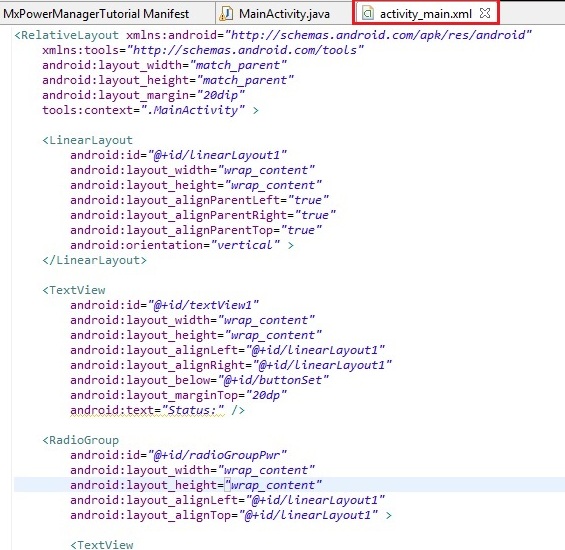 MxPowerManagerTutorial Manifest MainActivity.java activity_main.xml
<RelativeLayout xmlns:android="http://schemas.android.com/apk/res/android"
    xmlns:tools="http://schemas.android.com/tools"
    android:layout_width="match_parent"
    android:layout_height="match_parent"
    android:layout_margin="20dip"
    tools:context=".MainActivity" >
    <LinearLayout
        android:id="@+id/linearLayout1"
        android:layout_width="wrap_content"
        android:layout_height="wrap_content"
        android:layout_alignParentLeft="true"
        android:layout_alignParentRight="true"
        android:layout_alignParentTop="true"
        android:orientation="vertical" >
    </LinearLayout>
    <TextView
        android:id="@+id/textView1"
        android:layout_width="wrap_content"
        android:layout_height="wrap_content"
        android:layout_alignLeft="@+id/linearLayout1"
        android:layout_alignRight="@+id/linearLayout1"
        android:layout_below="@+id/buttonSet"
        android:layout_marginTop="20dp"
        android:text="Status:" />
    <RadioGroup
        android:id="@+id/radioGroupPwr"
        android:layout_width="wrap_content"
        android:layout_height="wrap_content"
        android:layout_alignLeft="@+id/linearLayout1"
        android:layout_alignTop="@+id/linearLayout1" >
        <TextView